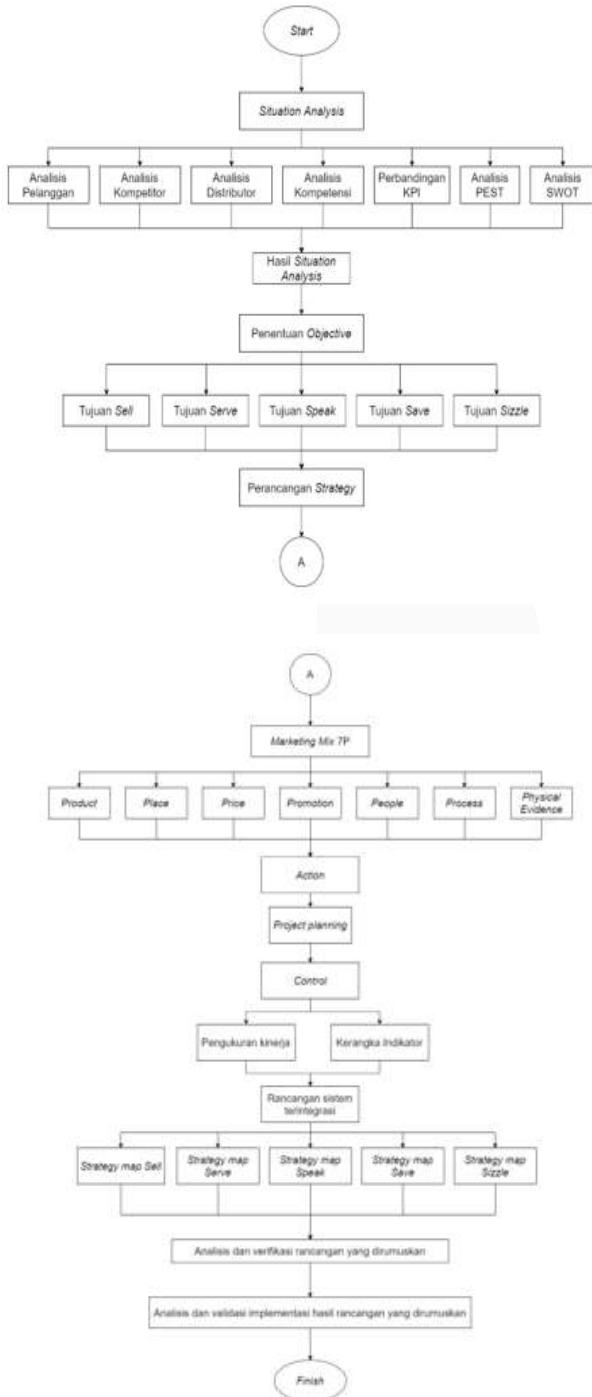 Start
Situation Analysis
Analisis
Pelanggan
Analisis
Kompetitor
Analisis
Distributor
Analisis
Kompetensi
Perbandingan
KPI
Analisis
PEST
Analisis
SWOT
Hasil Situation
Analysis
Penentuan Objective
Tujuan Sell
Tujuan Serve
Tujuan Speak
Tujuan Save
Tujuan Sizzle
Perancangan Strategy
A
A
Marketing Mix 7P
Product
Place
Price
Promotion
People
Process
Physical
Evidence
Action
Project planning
Control
Pengukuran kinerja
Kerangka Indikator
Rancangan sistem
terintegrasi
Strategy map Sell
Strategy map
Serve
Strategy map
Speak
Strategy map
Save
Strategy map
Sizzle
Analisis dan verifikasi rancangan yang dirumuskan
Analisis dan validasi implementasi hasil rancangan yang dirumuskan
Finish